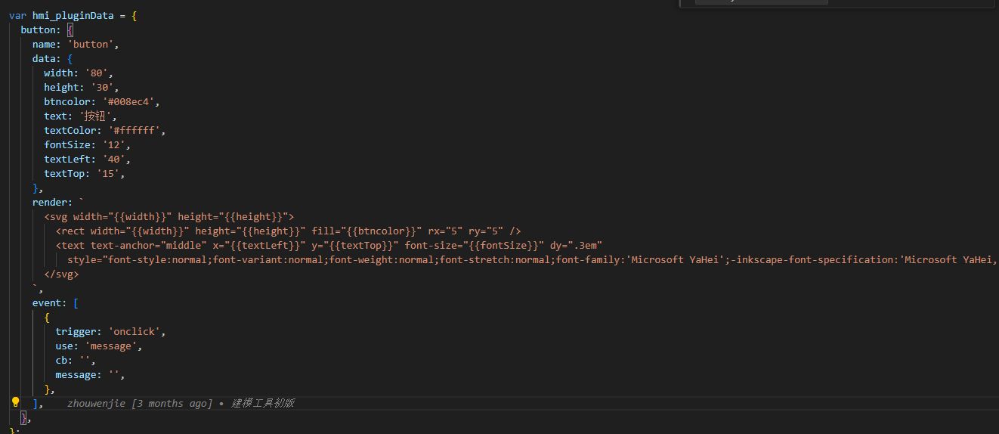 var hmi_pluginData = {
button: {
name: 'button',
data: {
width: '80',
height: '30',
btncolor: '#008ec4',
text: '按钮',
textColor: '#ffffff',
fontSize: '12',
textLeft: '40',
textTop: '15',
},
render: `
<svg width="{{width}}" height="{{height}}">
<rect width="{{width}}" height="{{height}}" fill="{{btncolor}}" rx="5" ry="5" />
<text text-anchor="middle" x="{{textLeft}}" y="{{textTop}}" font-size="{{fontSize}}" dy=".3em"
style="font-style:normal;font-variant:normal;font-weight:normal;font-stretch:normal;font-family:'Microsoft YaHei';-inkscape-font-specification:'Microsoft YaHei,
</svg>
`,
event: [
{
trigger: 'onclick',
use: 'message',
cb: '',
message: '',
},
], zhouwenjie [3 months ago] • 建模工具初版
},
};